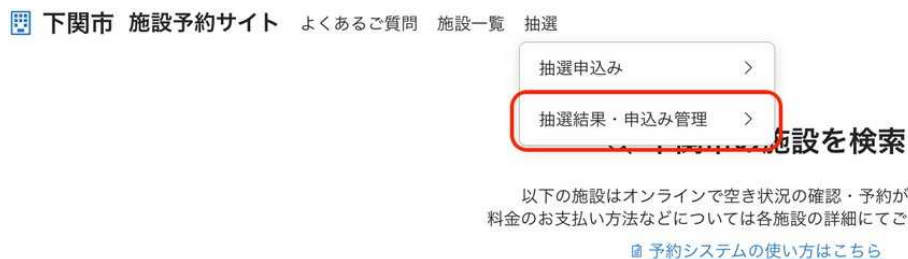 下関市 施設予約サイト よくあるご質問 施設一覧 抽選
抽選申込み
抽選結果・申込み管理
施設を検索
以下の施設はオンラインで空き状況の確認・予約が
料金のお支払い方法などについては各施設の詳細にてご
予約システムの使い方はこちら